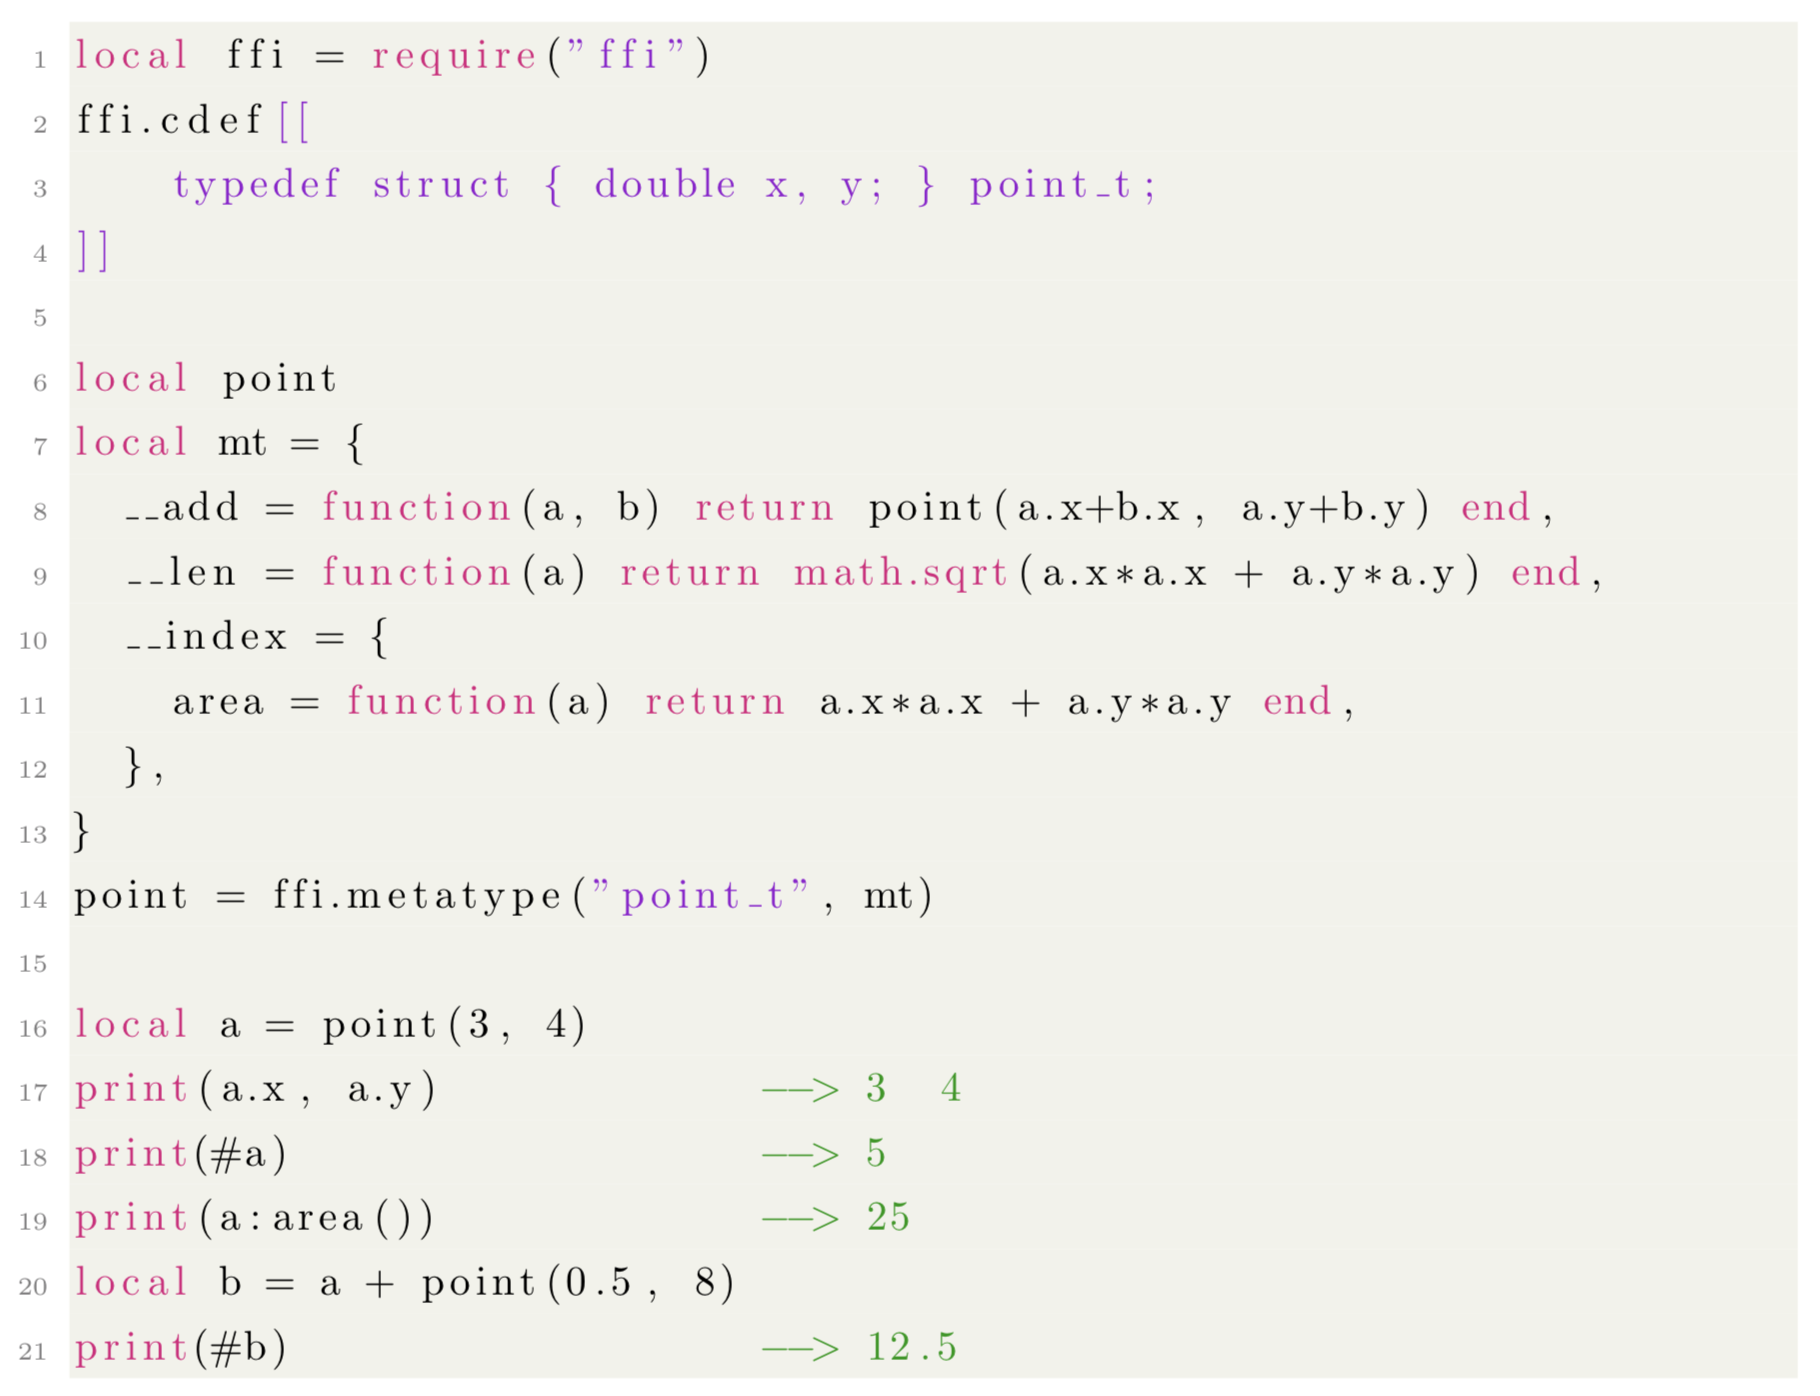 1 local ffi = require("ffi")
2 ffi.cdef[[
3     typedef struct { double x, y; } point_t;
4 ]]
5
6 local point
7 local mt = {
8   __add = function(a, b) return point(a.x+b.x, a.y+b.y) end,
9   __len = function(a) return math.sqrt(a.x*a.x + a.y*a.y) end,
10   __index = {
11     area = function(a) return a.x*a.x + a.y*a.y end,
12   },
13 }
14 point = ffi.metatype("point_t", mt)
15
16 local a = point(3, 4)
17 print(a.x, a.y)             --> 3  4
18 print(#a)                   --> 5
19 print(a:area())             --> 25
20 local b = a + point(0.5, 8)
21 print(#b)                   --> 12.5